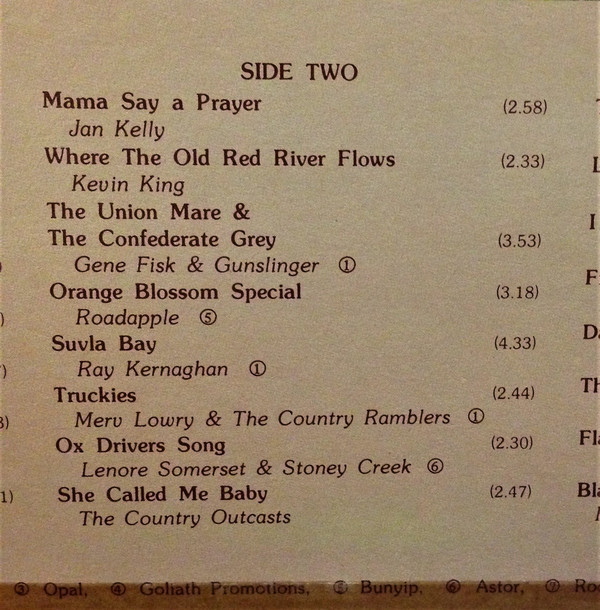 SIDE TWO
Mama Say a Prayer (2.58)
Jan Kelly
Where The Old Red River Flows (2.33)
Kevin King
The Union Mare &
The Confederate Grey (3.53)
Gene Fisk & Gunslinger ①
Orange Blossom Special (3.18)
Roadapple ⑤
Suvla Bay (4.33)
Ray Kernaghan ①
Truckies (2.44)
Merv Lowry & The Country Ramblers ①
Ox Drivers Song (2.30)
Lenore Somerset & Stoney Creek ⑥
She Called Me Baby (2.47)
The Country Outcasts
③ Opal, ④ Goliath Promotions, ⑤ Bunyip, ⑥ Astor, ⑦